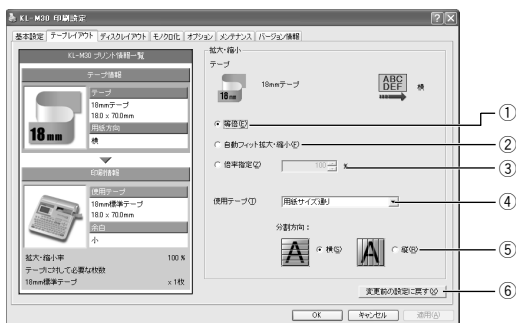 KL-M30 印刷設定
基本設定 テープレイアウト ディスクレイアウト モノクロ化 オプション メンテナンス バージョン情報
KL-M30 プリント情報一覧
テープ情報
テープ
18mmテープ
18.0 x 70.0mm
用紙方向
横
18mm
印刷情報
使用テープ
18mm標準テープ
18.0 x 70.0mm
余白
小
拡大・縮小率 100 %
テープに対して必要な枚数
18mm標準テープ x 1枚
拡大・縮小
テープ
18mm
18mmテープ
ABC
DEF
横
等倍(E) ①
自動フィット拡大・縮小(F) ②
倍率指定(Z) 100 % ③
使用テープ(T) 用紙サイズ通り ④
分割方向:
A 横(S) A 縦(R) ⑤
変更前の設定に戻す(V) ⑥
OK キャンセル 適用(A)